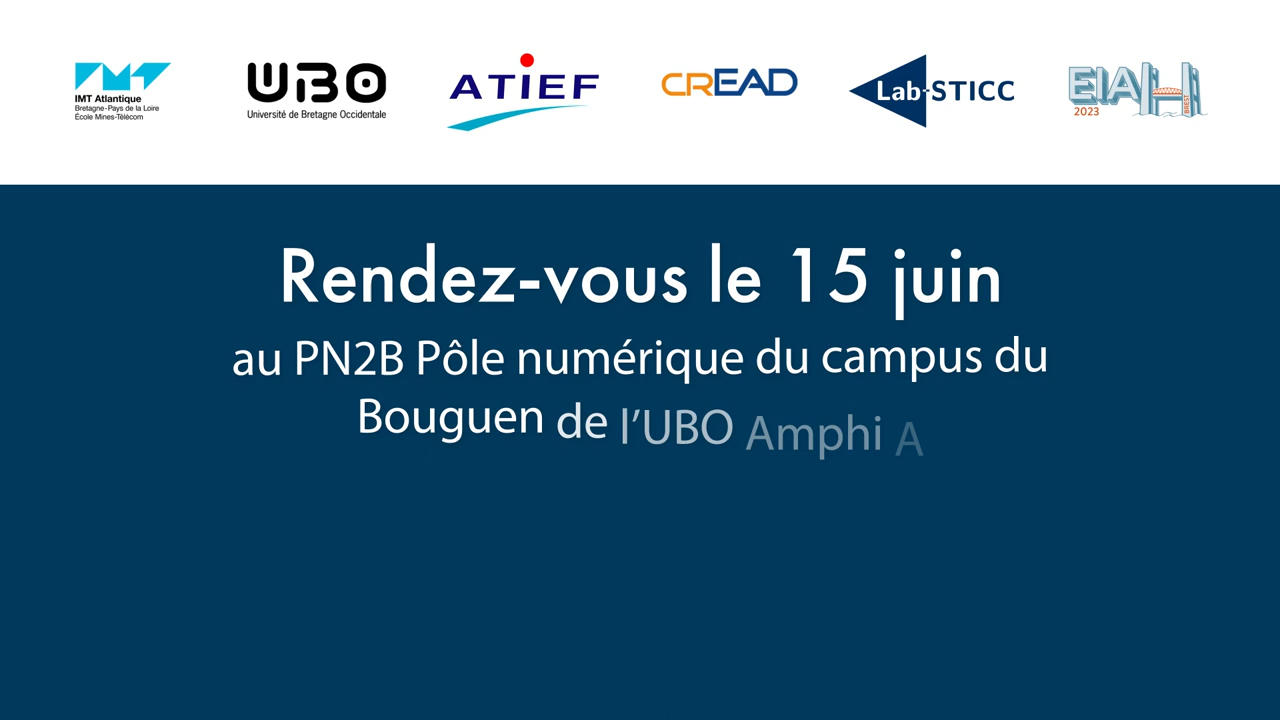 IMT Atlantique
Bretagne-Pays de la Loire
École Mines-Télécom
UBO
Université de Bretagne Occidentale
ATIEF
CREAD
Lab-STICC
EIAH
2023
BREST
Rendez-vous le 15 juin
au PN2B Pôle numérique du campus du
Bouguen de l’UBO Amphi A